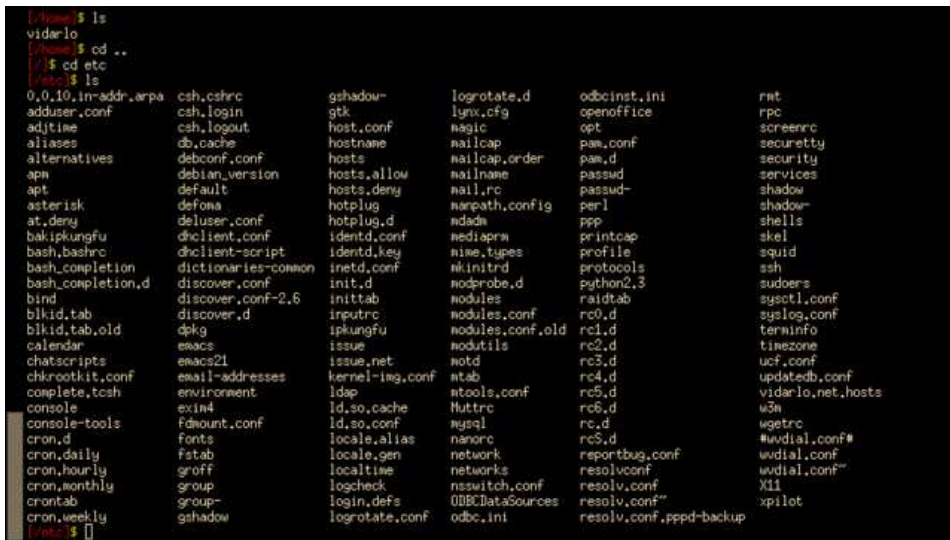 [/home]$ ls
vidarlo
[/home]$ cd ..
[/]$ cd etc
[/etc]$ ls
0.0.10.in-addr.arpa csh.cshrc gshadow- logrotate.d odbcinst.ini rmt
adduser.conf csh.login gtk lynx.cfg openoffice rpc
adjtime csh.logout host.conf magic opt screenrc
aliases db.cache hostname mailcap pam.conf securetty
alternatives debconf.conf hosts mailcap.order pam.d security
apm debian_version hosts.allow mailname passwd services
apt default hosts.deny mail.rc passwd- shadow
asterisk defoma hotplug manpath.config perl shadow-
at.deny deluser.conf hotplug.d mdadm ppp shells
bakipkungfu dhclient.conf identd.conf mediaprm printcap skel
bash.bashrc dhclient-script identd.key mime.types profile squid
bash_completion dictionaries-common inetd.conf mkinitrd protocols ssh
bash_completion.d discover.conf init.d modprobe.d python2.3 sudoers
bind discover.conf-2.6 inittab modules raidtab sysctl.conf
blkid.tab discover.d inputrc modules.conf rc0.d syslog.conf
blkid.tab.old dpkg ipkungfu modules.conf.old rc1.d terminfo
calendar emacs issue modutils rc2.d timezone
chatscripts emacs21 issue.net motd rc3.d ucf.conf
chkrootkit.conf email-addresses kernel-img.conf mtab rc4.d updatedb.conf
complete.tcsh environment ldap mtools.conf rc5.d vidarlo.net.hosts
console exim4 ld.so.cache Muttrc rc6.d w3m
console-tools fdmount.conf ld.so.conf mysql rc.d wgetrc
cron.d fonts locale.alias nanorc rcS.d #wvdial.conf#
cron.daily fstab locale.gen network reportbug.conf wvdial.conf
cron.hourly groff localtime networks resolvconf wvdial.conf~
cron.monthly group logcheck nsswitch.conf resolv.conf X11
crontab group- login.defs ODBCDataSources resolv.conf~ xpilot
cron.weekly gshadow logrotate.conf odbc.ini resolv.conf.pppd-backup
[/etc]$